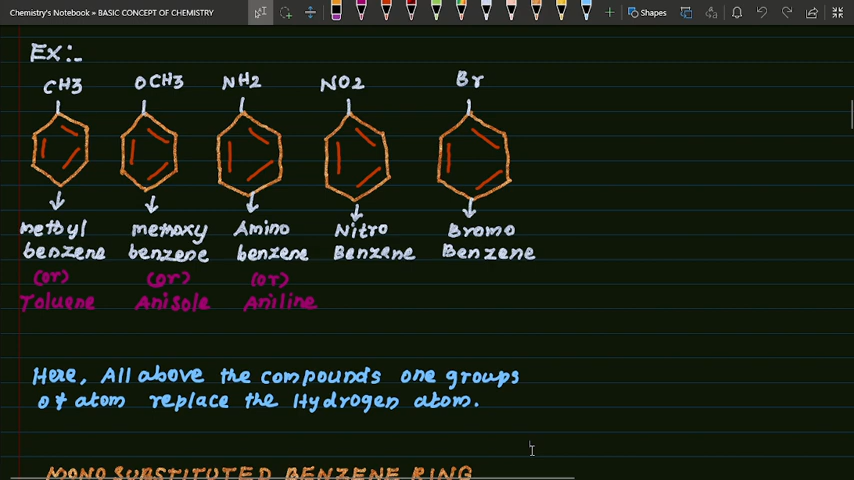 Chemistry's Notebook » BASIC CONCEPT OF CHEMISTRY
Shapes
EX:-
CH3 OCH3 NH2 NO2 Br
methyl methoxy Amino Nitro Bromo
benzene benzene benzene Benzene Benzene
(or) (or) (or)
Toluene Anisole Aniline
Here, All above the compounds one groups
of atom replace the Hydrogen atom.
MONO SUBSTITUTED BENZENE RING